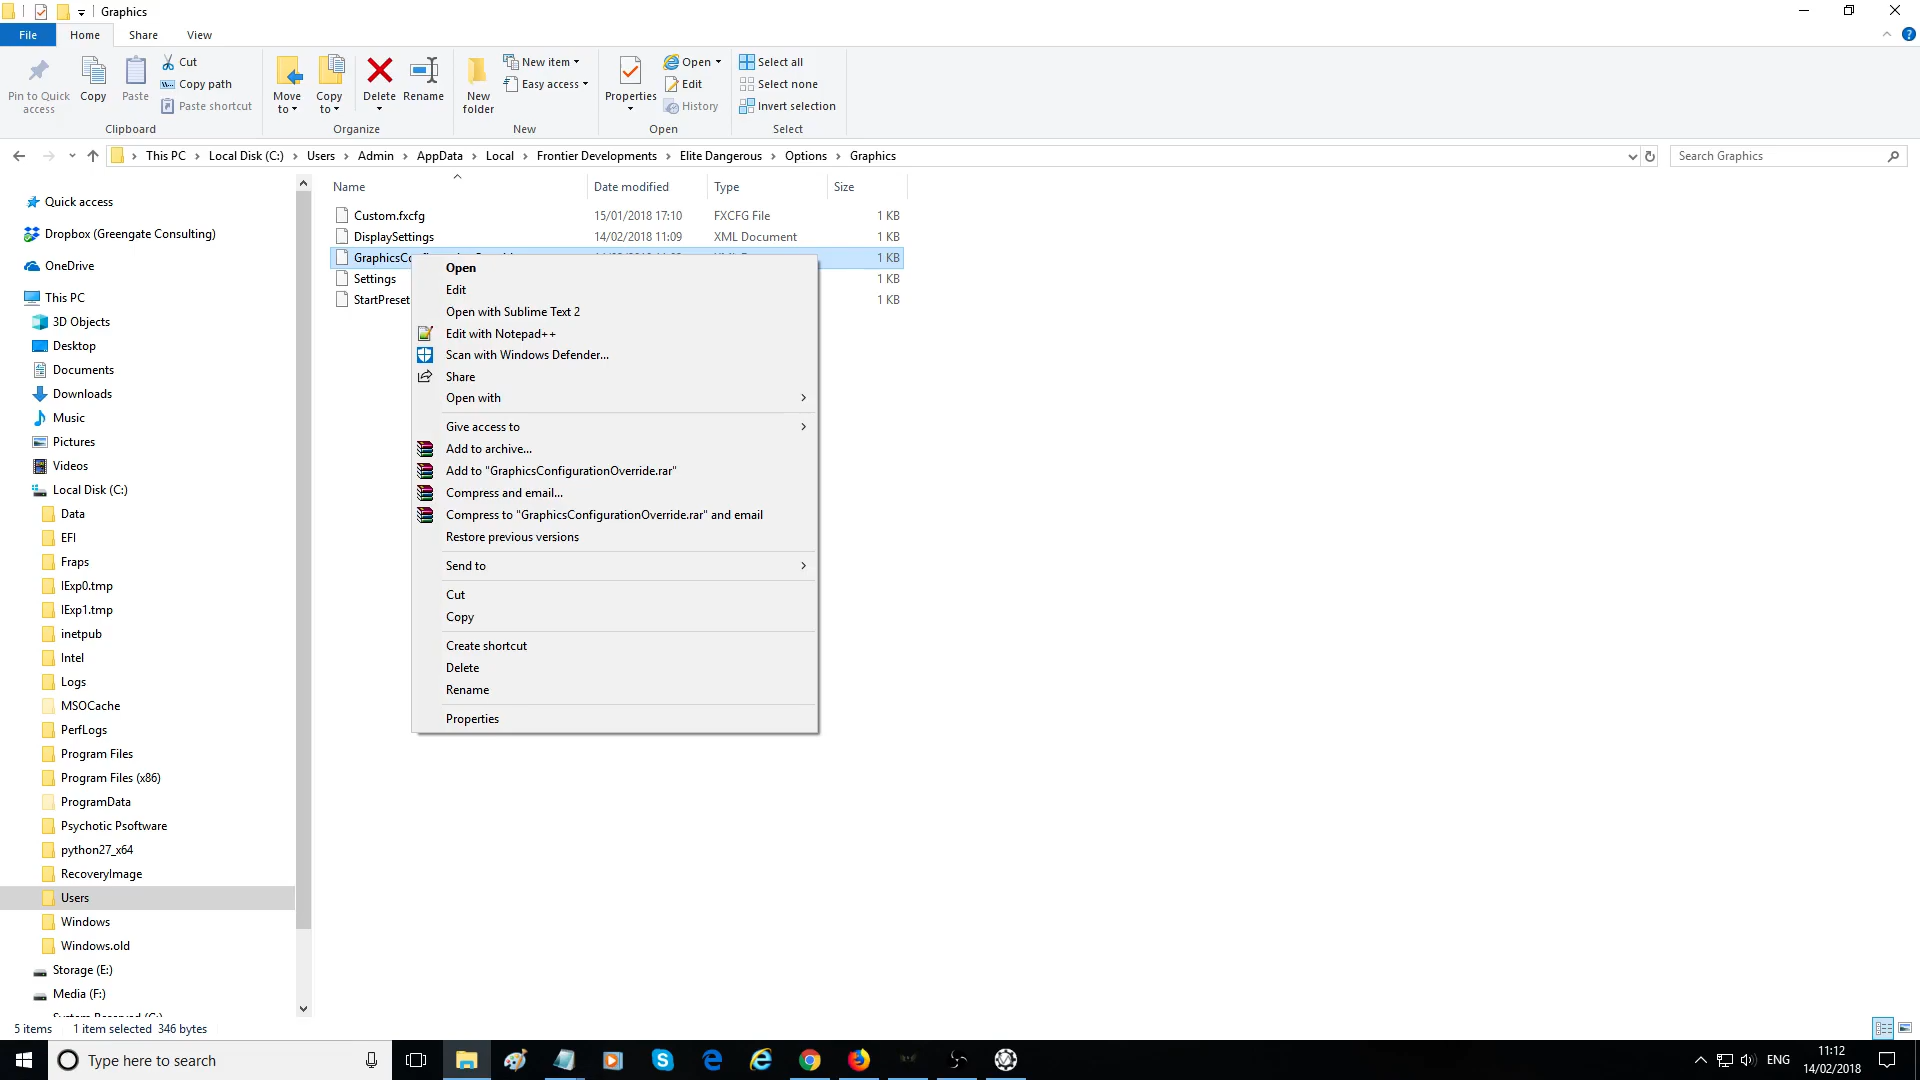 Graphics
File
Home
Share
View
Pin to Quick access
Copy
Paste
Cut
Copy path
Paste shortcut
Clipboard
Move to
Copy to
Delete
Rename
Organize
New folder
New item
Easy access
New
Properties
Open
Edit
History
Open
Select all
Select none
Invert selection
Select
This PC
Local Disk (C:)
Users
Admin
AppData
Local
Frontier Developments
Elite Dangerous
Options
Graphics
Search Graphics
Quick access
Dropbox (Greengate Consulting)
OneDrive
This PC
3D Objects
Desktop
Documents
Downloads
Music
Pictures
Videos
Local Disk (C:)
Data
EFI
Fraps
IExp0.tmp
IExp1.tmp
inetpub
Intel
Logs
MSOCache
PerfLogs
Program Files
Program Files (x86)
ProgramData
Psychotic Psoftware
python27_x64
RecoveryImage
Users
Windows
Windows.old
Storage (E:)
Media (F:)
Name Date modified Type Size
Custom.fxcfg 15/01/2018 17:10 FXCFG File 1 KB
DisplaySettings 14/02/2018 11:09 XML Document 1 KB
GraphicsCo 1 KB
Settings 1 KB
StartPreset 1 KB
Open
Edit
Open with Sublime Text 2
Edit with Notepad++
Scan with Windows Defender...
Share
Open with
Give access to
Add to archive...
Add to "GraphicsConfigurationOverride.rar"
Compress and email...
Compress to "GraphicsConfigurationOverride.rar" and email
Restore previous versions
Send to
Cut
Copy
Create shortcut
Delete
Rename
Properties
5 items 1 item selected 346 bytes
Type here to search
ENG
11:12
14/02/2018